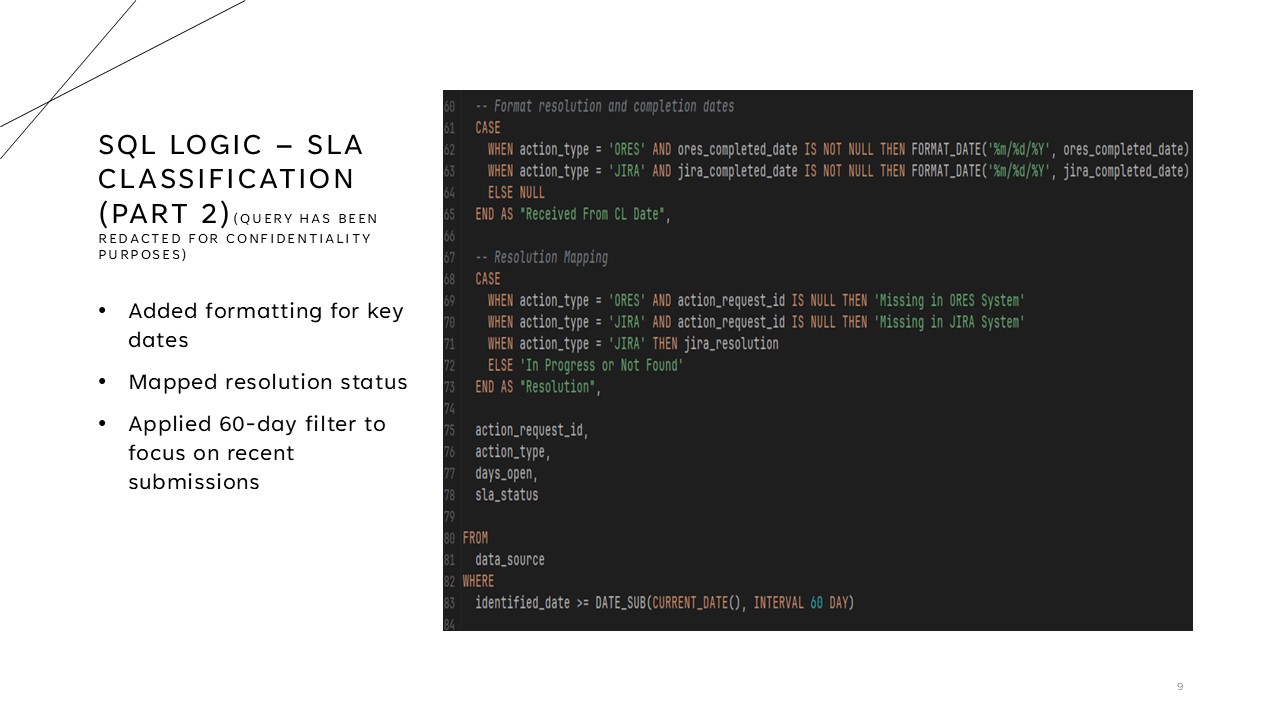 SQL LOGIC – SLA
CLASSIFICATION
(PART 2)(QUERY HAS BEEN
REDACTED FOR CONFIDENTIALITY
PURPOSES)
• Added formatting for key
dates
• Mapped resolution status
• Applied 60-day filter to
focus on recent
submissions
60 -- Format resolution and completion dates
61 CASE
62 WHEN action_type = 'ORES' AND ores_completed_date IS NOT NULL THEN FORMAT_DATE('%m/%d/%Y', ores_completed_date)
63 WHEN action_type = 'JIRA' AND jira_completed_date IS NOT NULL THEN FORMAT_DATE('%m/%d/%Y', jira_completed_date)
64 ELSE NULL
65 END AS "Received From CL Date",
66
67 -- Resolution Mapping
68 CASE
69 WHEN action_type = 'ORES' AND action_request_id IS NULL THEN 'Missing in ORES System'
70 WHEN action_type = 'JIRA' AND action_request_id IS NULL THEN 'Missing in JIRA System'
71 WHEN action_type = 'JIRA' THEN jira_resolution
72 ELSE 'In Progress or Not Found'
73 END AS "Resolution",
74
75 action_request_id,
76 action_type,
77 days_open,
78 sla_status
79
80 FROM
81 data_source
82 WHERE
83 identified_date >= DATE_SUB(CURRENT_DATE(), INTERVAL 60 DAY)
84
9